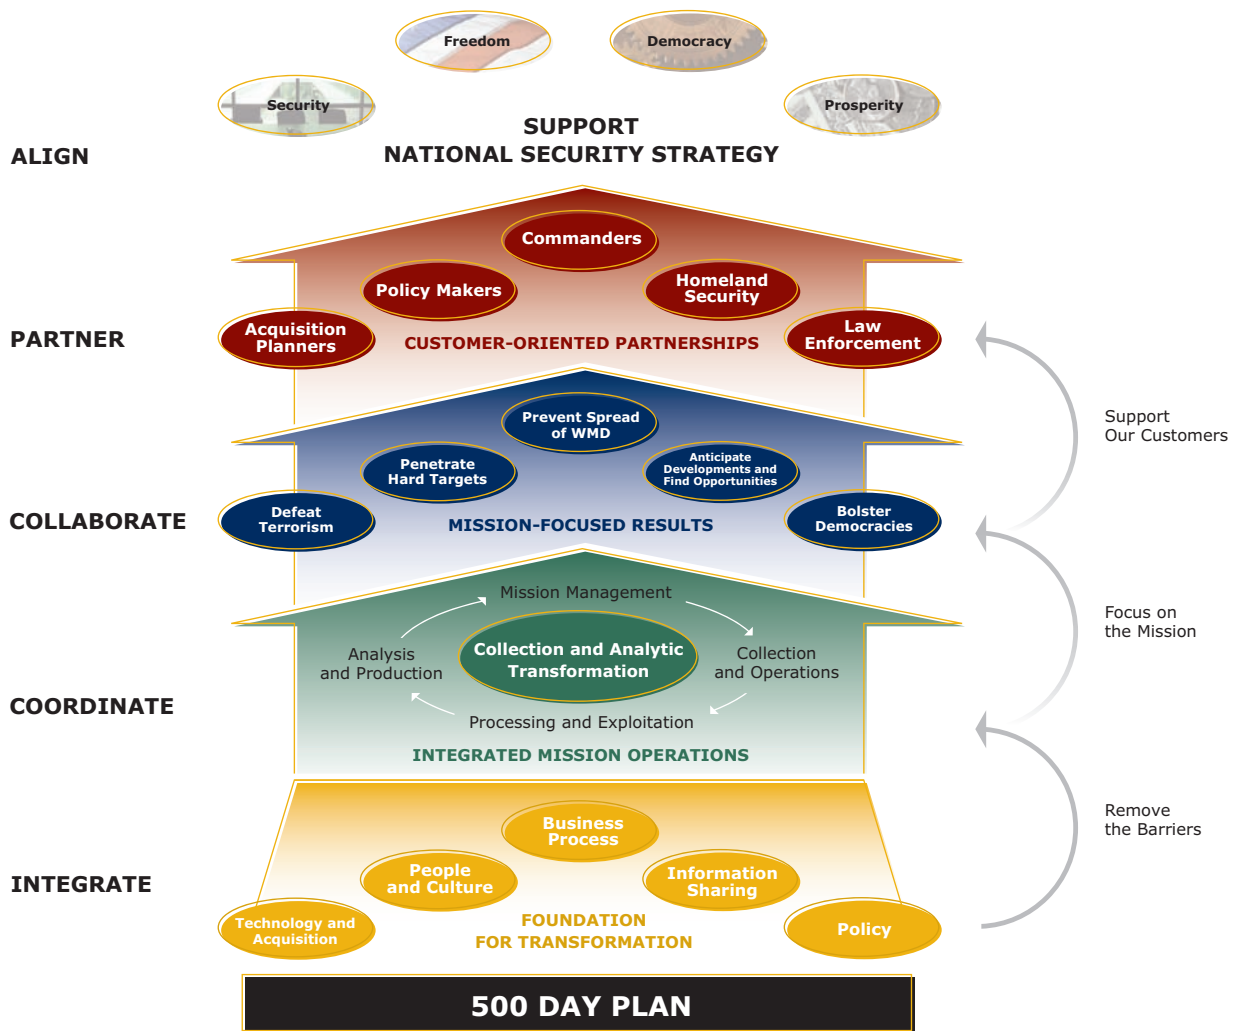 Freedom
Democracy
Security
Prosperity
SUPPORT
NATIONAL SECURITY STRATEGY
ALIGN
Commanders
Policy Makers
Homeland
Security
Acquisition
Planners
Law
Enforcement
PARTNER
CUSTOMER-ORIENTED PARTNERSHIPS
Support
Our Customers
Prevent Spread
of WMD
Penetrate
Hard Targets
Anticipate
Developments and
Find Opportunities
Defeat
Terrorism
Bolster
Democracies
COLLABORATE
MISSION-FOCUSED RESULTS
Focus on
the Mission
Mission Management
Analysis
and Production
Collection and Analytic
Transformation
Collection
and Operations
Processing and Exploitation
COORDINATE
INTEGRATED MISSION OPERATIONS
Remove
the Barriers
Business
Process
People
and Culture
Information
Sharing
INTEGRATE
Technology and
Acquisition
Policy
FOUNDATION
FOR TRANSFORMATION
500 DAY PLAN